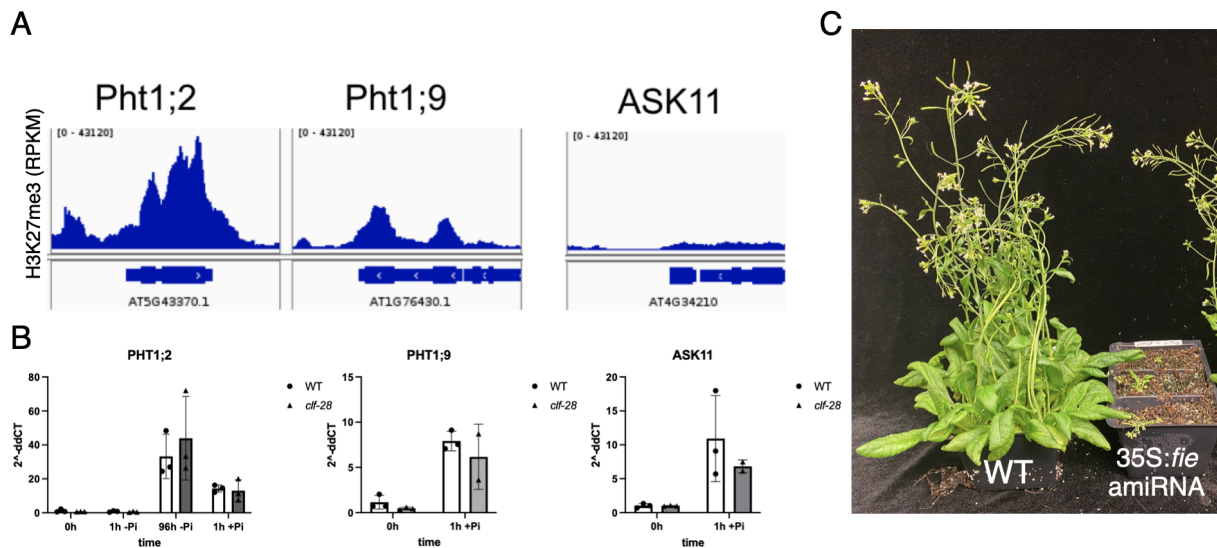 A
C
Pht1;2
Pht1;9
ASK11
H3K27me3 (RPKM)
[0 - 43120]
[0 - 43120]
[0 - 43120]
AT5G43370.1
AT1G76430.1
AT4G34210
B
PHT1;2
2^-ddCT
80
60
40
20
0
0h
1h -Pi
96h -Pi
1h +Pi
time
WT
clf-28
PHT1;9
2^-ddCT
15
10
5
0
0h
1h +Pi
time
WT
clf-28
ASK11
2^-ddCT
20
15
10
5
0
0h
1h +Pi
time
WT
clf-28
WT
35S:fie
amiRNA